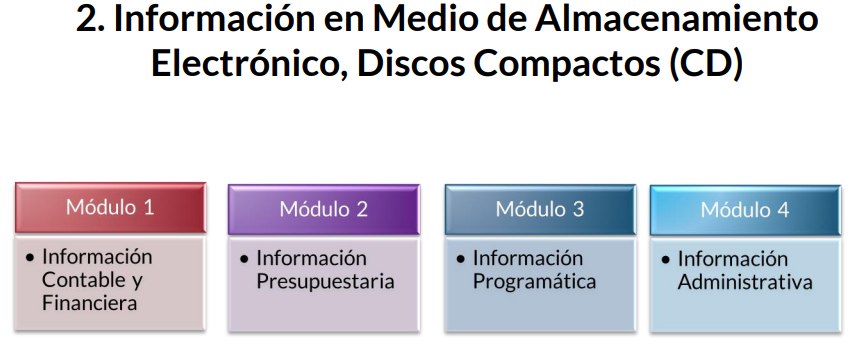 2. Información en Medio de Almacenamiento
Electrónico, Discos Compactos (CD)
Módulo 1
• Información
Contable y
Financiera
Módulo 2
• Información
Presupuestaria
Módulo 3
• Información
Programática
Módulo 4
• Información
Administrativa